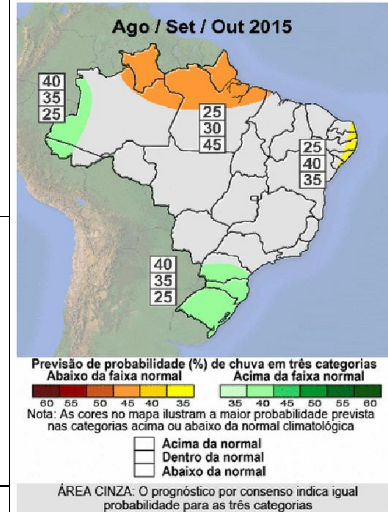 Ago / Set / Out 2015
40
35
25
25
30
45
25
40
35
40
35
25
Previsão de probabilidade (%) de chuva em três categorias
Abaixo da faixa normal Acima da faixa normal
60 55 50 45 40 35 35 40 45 50 55 60
Nota: As cores no mapa ilustram a maior probabilidade prevista
nas categorias acima ou abaixo da normal climatológica
Acima da normal
Dentro da normal
Abaixo da normal
ÁREA CINZA: O prognóstico por consenso indica igual
probabilidade para as três categorias